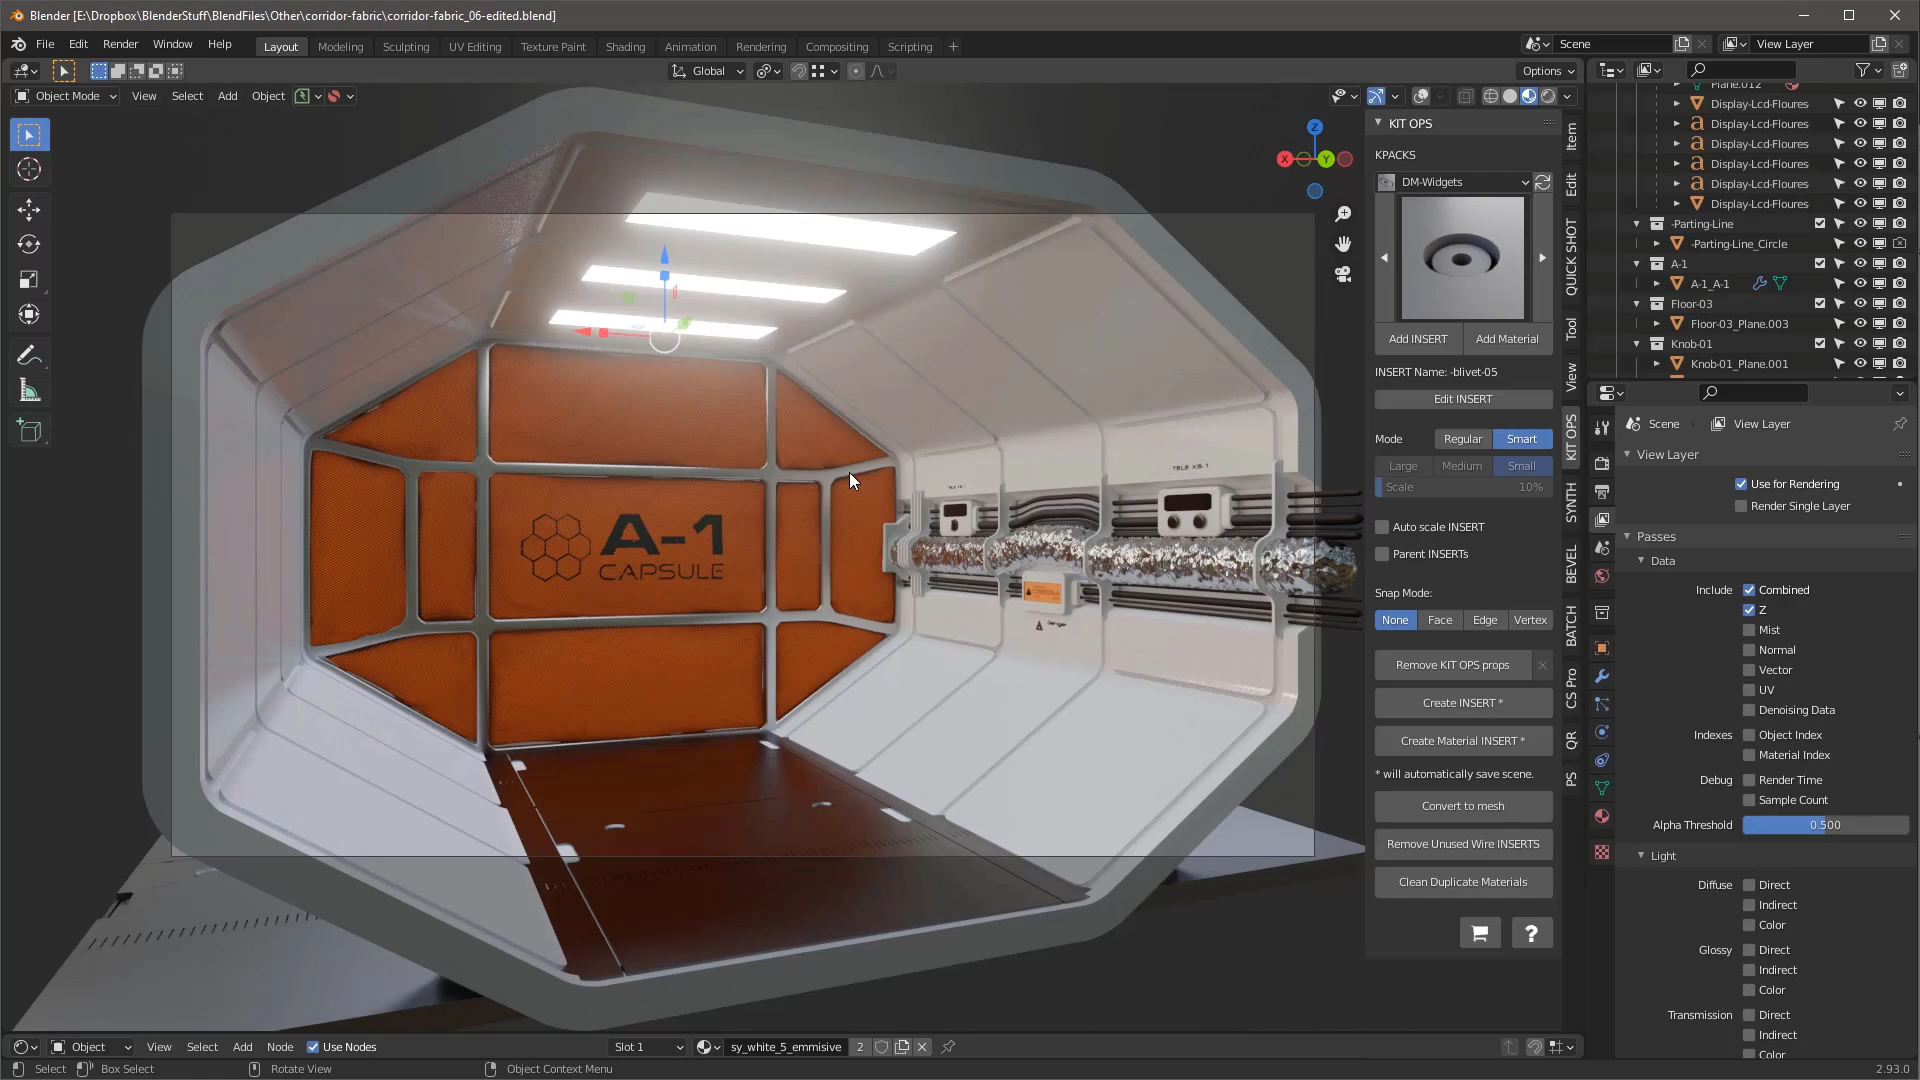 Blender [E:\Dropbox\BlenderStuff\BlendFiles\Other\corridor-fabric\corridor-fabric_06-edited.blend]
File Edit Render Window Help
Layout Modeling Sculpting UV Editing Texture Paint Shading Animation Rendering Compositing Scripting +
Scene View Layer
Global Options
Object Mode View Select Add Object
Z
X Y
KIT OPS
KPACKS
DM-Widgets
Add INSERT Add Material
INSERT Name: -blivet-05
Edit INSERT
Mode Regular Smart
Large Medium Small
Scale 10%
Auto scale INSERT
Parent INSERTs
Snap Mode:
None Face Edge Vertex
Remove KIT OPS props
Create INSERT *
Create Material INSERT *
* will automatically save scene.
Convert to mesh
Remove Unused Wire INSERTS
Clean Duplicate Materials
?
Item
Edit
QUICK SHOT
Tool
View
KIT OPS
SYNTH
BEVEL
BATCH
CS Pro
QR
PS
Plane.012
Display-Lcd-Floures
Display-Lcd-Floures
Display-Lcd-Floures
Display-Lcd-Floures
Display-Lcd-Floures
Display-Lcd-Floures
-Parting-Line
-Parting-Line_Circle
A-1
A-1_A-1
Floor-03
Floor-03_Plane.003
Knob-01
Knob-01_Plane.001
Scene View Layer
View Layer
Use for Rendering
Render Single Layer
Passes
Data
Include Combined
Z
Mist
Normal
Vector
UV
Denoising Data
Indexes Object Index
Material Index
Debug Render Time
Sample Count
Alpha Threshold 0.500
Light
Diffuse Direct
Indirect
Color
Glossy Direct
Indirect
Color
Transmission Direct
Indirect
Color
A-1
CAPSULE
TELE-XB-1
danger
Object View Select Add Node Use Nodes Slot 1 sy_white_5_emmisive 2
Select Box Select Rotate View Object Context Menu 2.93.0